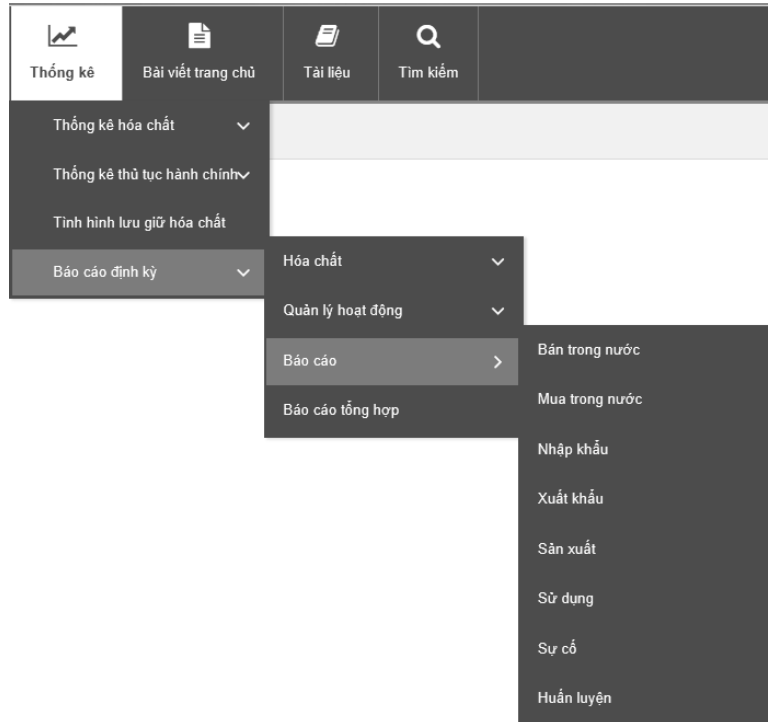 Thống kê
Bài viết trang chủ
Tài liệu
Tìm kiếm
Thống kê hóa chất
Thống kê thủ tục hành chính
Tình hình lưu giữ hóa chất
Báo cáo định kỳ
Hóa chất
Quản lý hoạt động
Báo cáo
Báo cáo tổng hợp
Bán trong nước
Mua trong nước
Nhập khẩu
Xuất khẩu
Sản xuất
Sử dụng
Sự cố
Huấn luyện